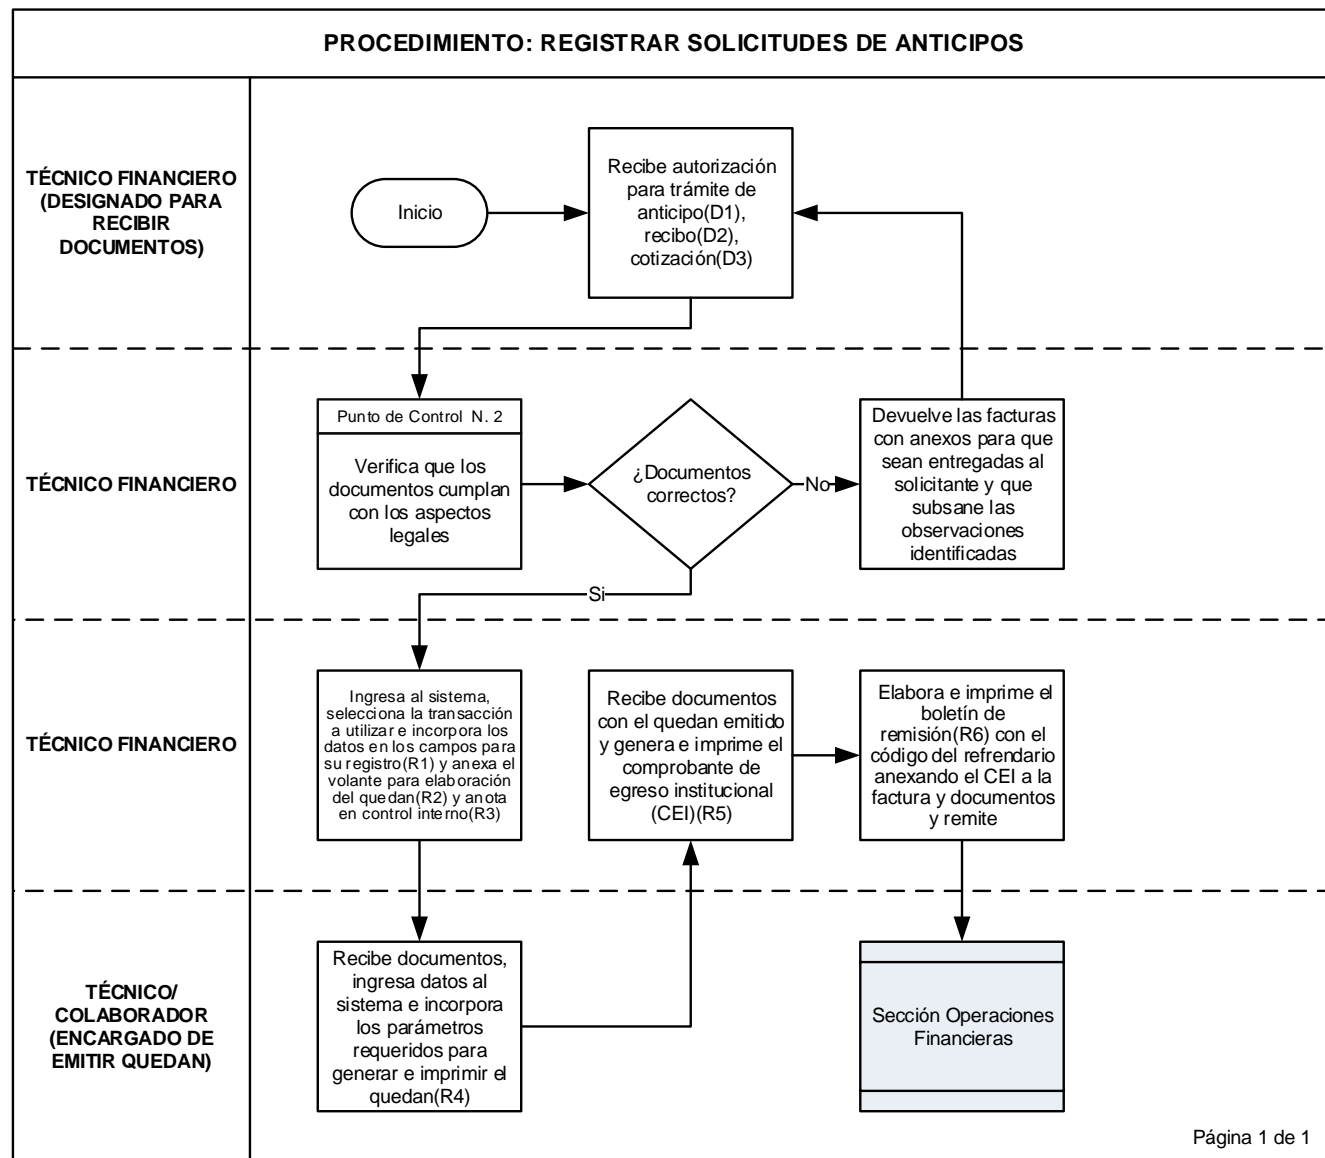 PROCEDIMIENTO: REGISTRAR SOLICITUDES DE ANTICIPOS
TÉCNICO FINANCIERO
(DESIGNADO PARA
RECIBIR
DOCUMENTOS)
Inicio
Recibe autorización
para trámite de
anticipo(D1),
recibo(D2),
cotización(D3)
TÉCNICO FINANCIERO
Punto de Control N. 2
Verifica que los
documentos cumplan
con los aspectos
legales
¿Documentos
correctos?
No
Devuelve las facturas
con anexos para que
sean entregadas al
solicitante y que
subsane las
observaciones
identificadas
Si
TÉCNICO FINANCIERO
Ingresa al sistema,
selecciona la transacción
a utilizar e incorpora los
datos en los campos para
su registro(R1) y anexa el
volante para elaboración
del quedan(R2) y anota
en control interno(R3)
Recibe documentos
con el quedan emitido
y genera e imprime el
comprobante de
egreso institucional
(CEI)(R5)
Elabora e imprime el
boletín de
remisión(R6) con el
código del refrendario
anexando el CEI a la
factura y documentos
y remite
TÉCNICO/
COLABORADOR
(ENCARGADO DE
EMITIR QUEDAN)
Recibe documentos,
ingresa datos al
sistema e incorpora
los parámetros
requeridos para
generar e imprimir el
quedan(R4)
Sección Operaciones
Financieras
Página 1 de 1